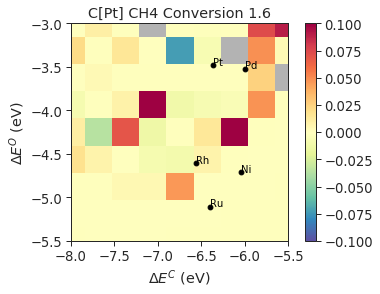 C[Pt] CH4 Conversion 1.6
−3.0
−3.5
−4.0
−4.5
−5.0
−5.5
ΔE^O (eV)
Pt
Pd
Rh
Ni
Ru
−8.0 −7.5 −7.0 −6.5 −6.0 −5.5
ΔE^C (eV)
0.100
0.075
0.050
0.025
0.000
−0.025
−0.050
−0.075
−0.100